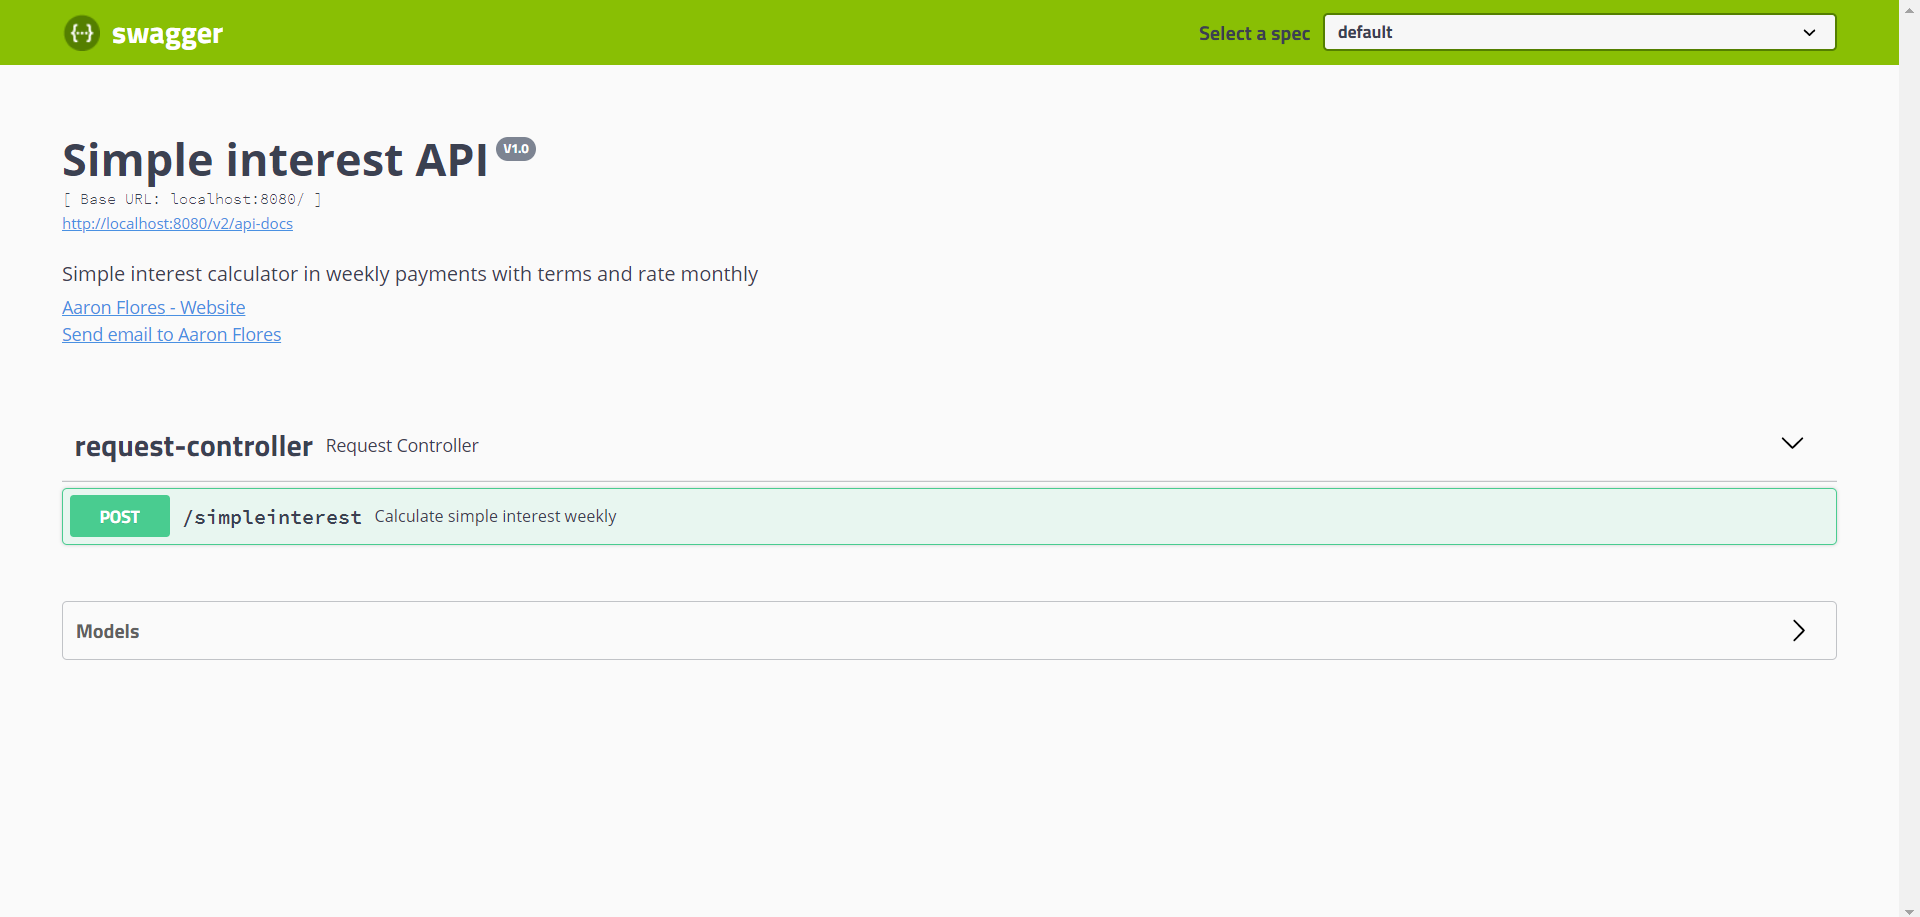 swagger
Select a spec
default
Simple interest API V1.0
[ Base URL: localhost:8080/ ]
http://localhost:8080/v2/api-docs
Simple interest calculator in weekly payments with terms and rate monthly
Aaron Flores - Website
Send email to Aaron Flores
request-controller Request Controller
POST /simpleinterest Calculate simple interest weekly
Models